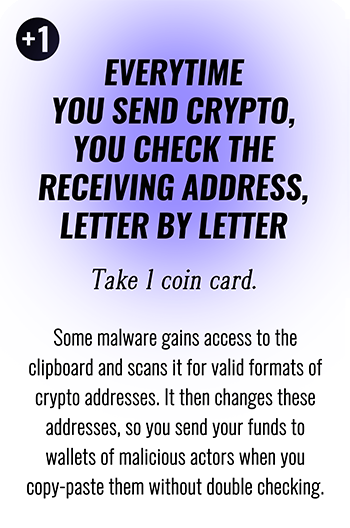 +1
EVERYTIME
YOU SEND CRYPTO,
YOU CHECK THE
RECEIVING ADDRESS,
LETTER BY LETTER
Take 1 coin card.
Some malware gains access to the
clipboard and scans it for valid formats of
crypto addresses. It then changes these
addresses, so you send your funds to
wallets of malicious actors when you
copy-paste them without double checking.